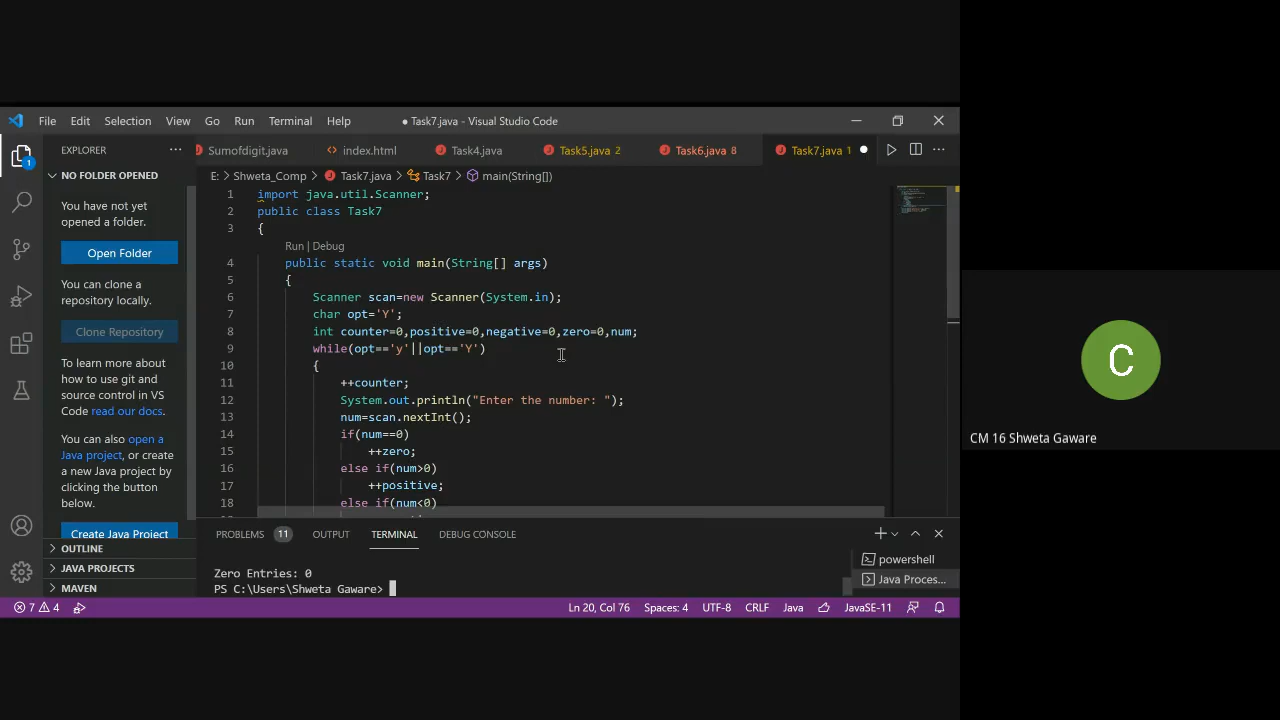 File Edit Selection View Go Run Terminal Help
● Task7.java - Visual Studio Code
EXPLORER
Sumofdigit.java
<> index.html
Task4.java
Task5.java 2
Task6.java 8
Task7.java 1
NO FOLDER OPENED
E: > Shweta_Comp > Task7.java > Task7 > main(String[])
You have not yet
opened a folder.
Open Folder
You can clone a
repository locally.
Clone Repository
To learn more about
how to use git and
source control in VS
Code read our docs.
You can also open a
Java project, or create
a new Java project by
clicking the button
below.
Create Java Project
OUTLINE
JAVA PROJECTS
MAVEN
1
1 import java.util.Scanner;
2 public class Task7
3 {
Run | Debug
4 public static void main(String[] args)
5 {
6 Scanner scan=new Scanner(System.in);
7 char opt='Y';
8 int counter=0,positive=0,negative=0,zero=0,num;
9 while(opt=='y'||opt=='Y')
10 {
11 ++counter;
12 System.out.println("Enter the number: ");
13 num=scan.nextInt();
14 if(num==0)
15 ++zero;
16 else if(num>0)
17 ++positive;
18 else if(num<0)
PROBLEMS 11 OUTPUT TERMINAL DEBUG CONSOLE
Zero Entries: 0
PS C:\Users\Shweta Gaware>
powershell
Java Proces...
7 4
Ln 20, Col 76 Spaces: 4 UTF-8 CRLF Java JavaSE-11
C
CM 16 Shweta Gaware